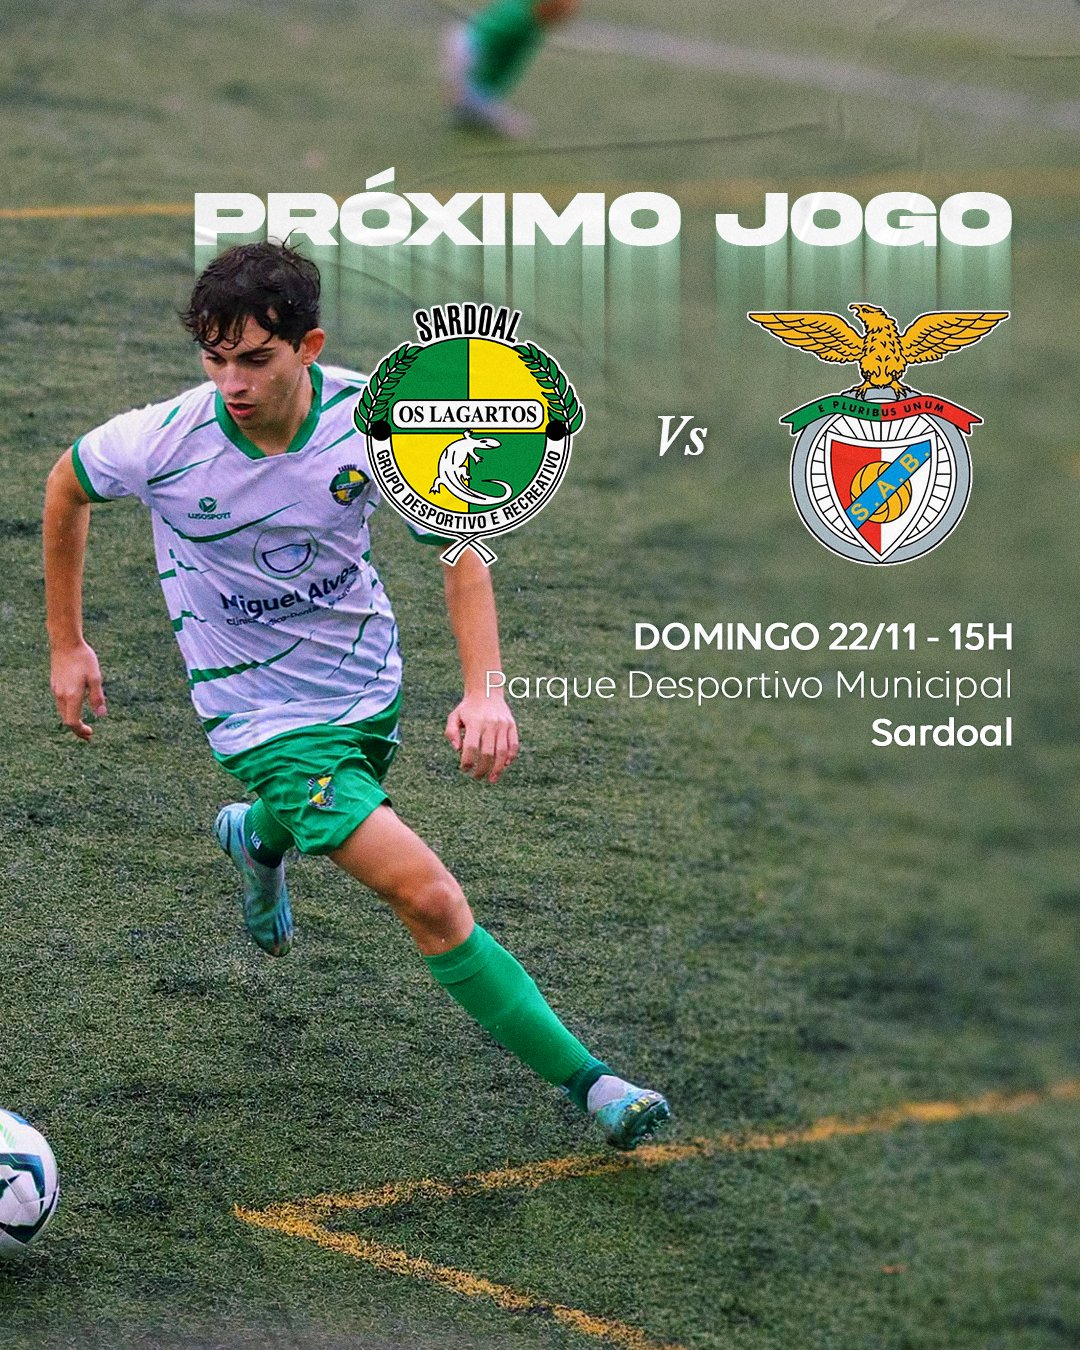 PRÓXIMO JOGO
SARDOAL
OS LAGARTOS
GRUPO DESPORTIVO E RECREATIVO
Vs
E PLURIBUS UNUM
S.A.B.
DOMINGO 22/11 - 15H
Parque Desportivo Municipal
Sardoal
SARDOAL
LUSOSPORT
Miguel Alves